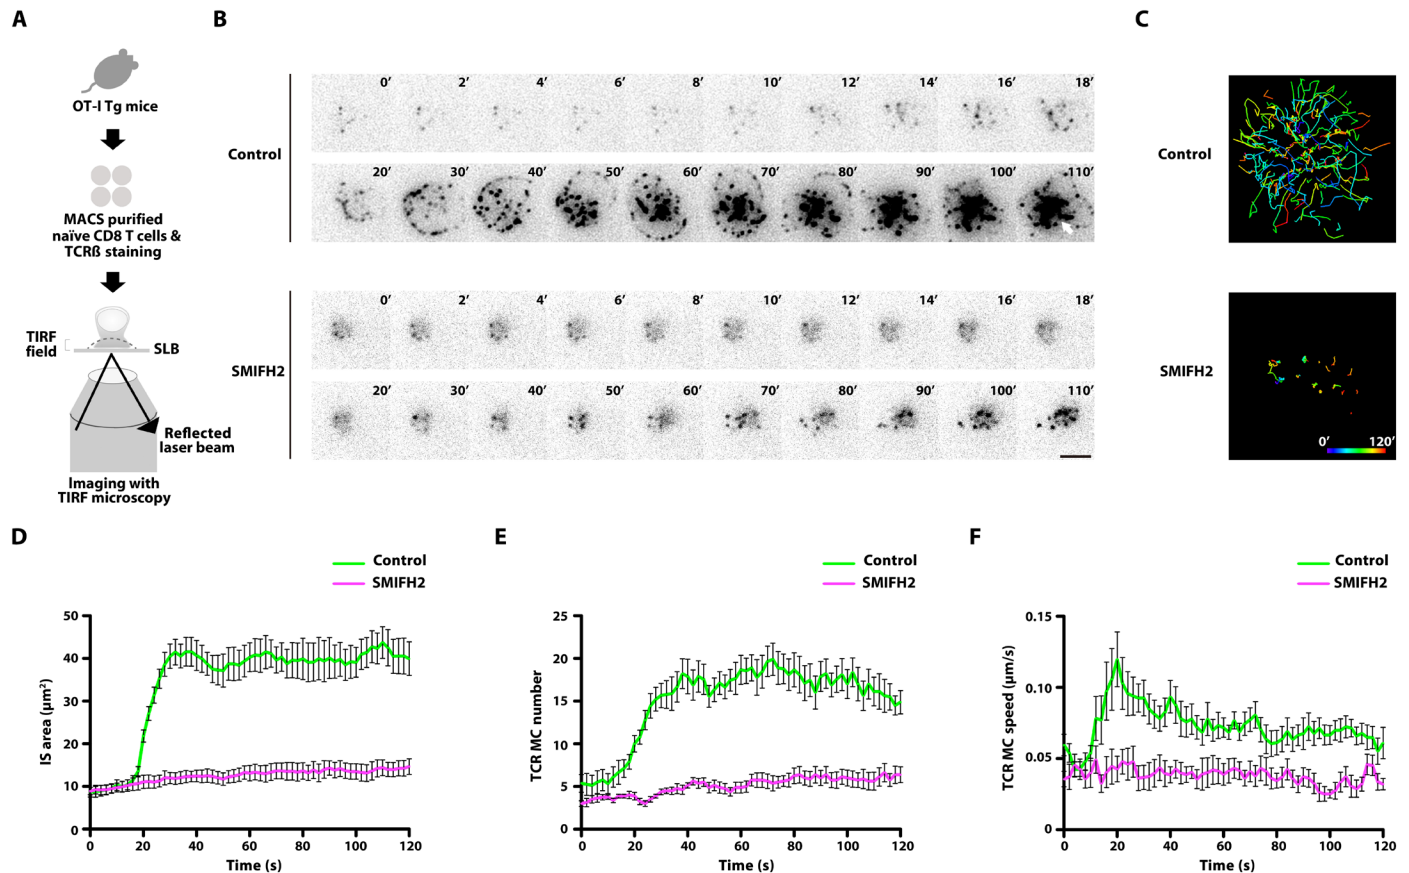 A
B
C
OT-I Tg mice
MACS purified
naïve CD8 T cells &
TCRß staining
TIRF
field
SLB
Reflected
laser beam
Imaging with
TIRF microscopy
Control
0′ 2′ 4′ 6′ 8′ 10′ 12′ 14′ 16′ 18′
20′ 30′ 40′ 50′ 60′ 70′ 80′ 90′ 100′ 110′
SMIFH2
0′ 2′ 4′ 6′ 8′ 10′ 12′ 14′ 16′ 18′
20′ 30′ 40′ 50′ 60′ 70′ 80′ 90′ 100′ 110′
Control
SMIFH2
0′ 120′
D
Control
SMIFH2
IS area (µm²)
50
40
30
20
10
0
0 20 40 60 80 100 120
Time (s)
E
Control
SMIFH2
TCR MC number
25
20
15
10
5
0
0 20 40 60 80 100 120
Time (s)
F
Control
SMIFH2
TCR MC speed (µm/s)
0.15
0.10
0.05
0
0 20 40 60 80 100 120
Time (s)